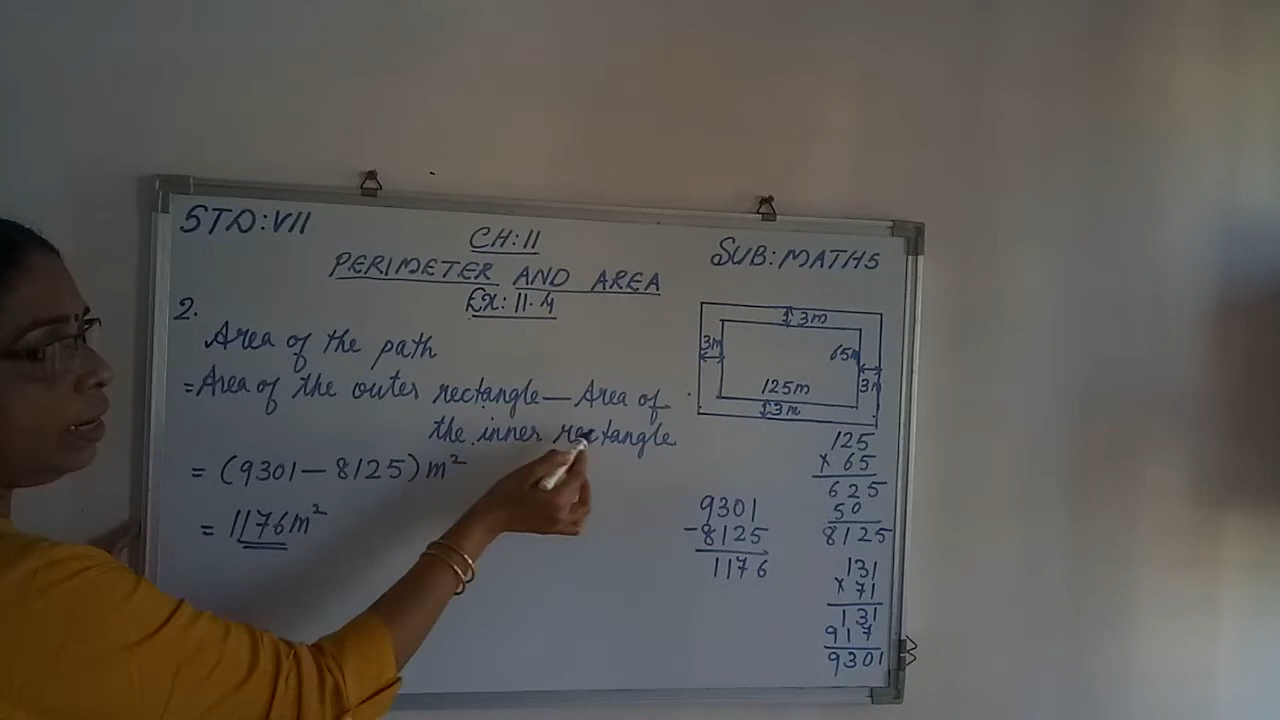 STD:VII
CH:11
SUB:MATHS
PERIMETER AND AREA
Ex: 11.4
2.
Area of the path
=Area of the outer rectangle — Area of
the inner rectangle
= (9301 — 8125) m²
= 1176m²
3m
3m
65m
125m
3m
3m
125
x 65
625
50
8125
9301
-8125
1176
131
x 71
131
917
9301